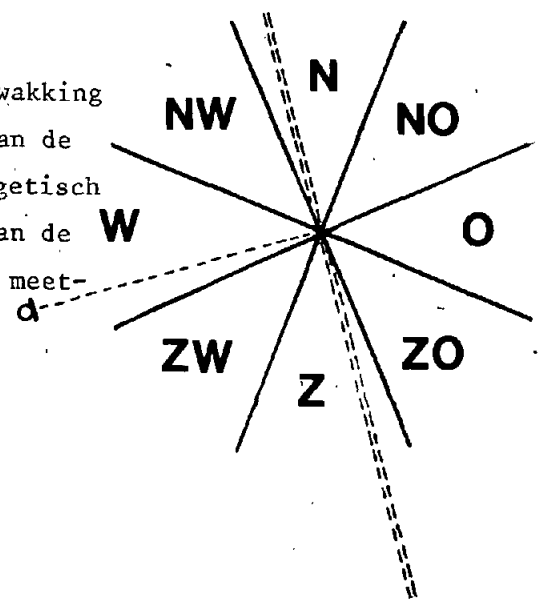 wakking
an de
getisch
an de
meet-
N
NW
NO
W
O
d
ZW
ZO
Z